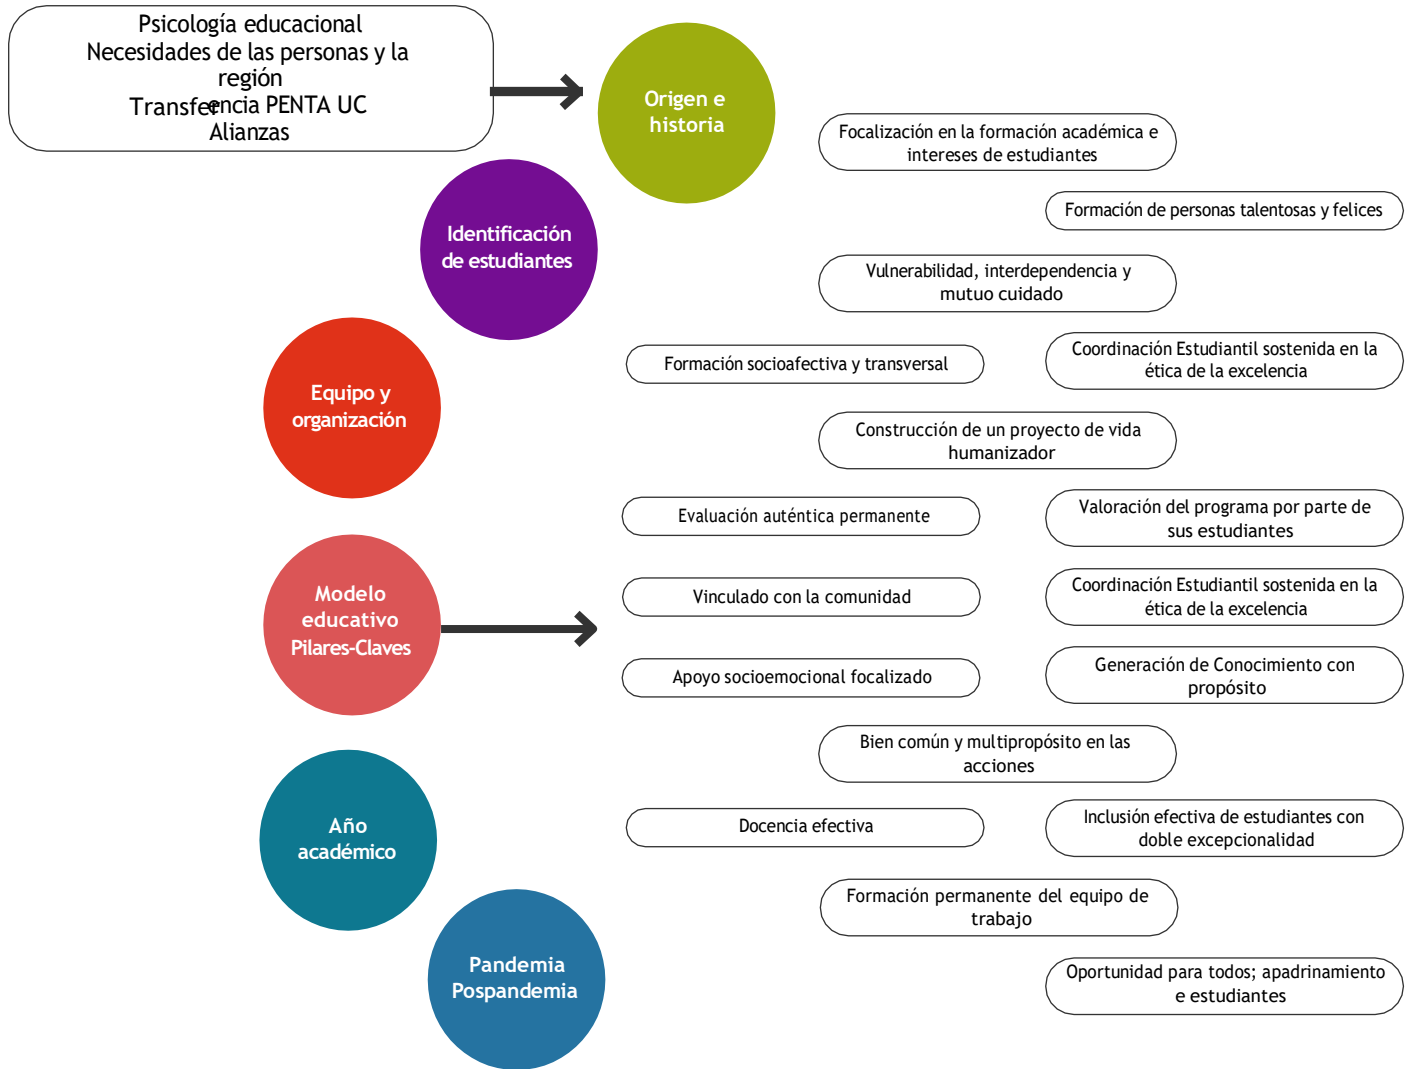 Psicología educacional
Necesidades de las personas y la
región
Transferencia PENTA UC
Alianzas
Origen e
historia
Focalización en la formación académica e
intereses de estudiantes
Formación de personas talentosas y felices
Identificación
de estudiantes
Vulnerabilidad, interdependencia y
mutuo cuidado
Formación socioafectiva y transversal
Coordinación Estudiantil sostenida en la
ética de la excelencia
Equipo y
organización
Construcción de un proyecto de vida
humanizador
Evaluación auténtica permanente
Valoración del programa por parte de
sus estudiantes
Modelo
educativo
Pilares-Claves
Vinculado con la comunidad
Coordinación Estudiantil sostenida en la
ética de la excelencia
Apoyo socioemocional focalizado
Generación de Conocimiento con
propósito
Bien común y multipropósito en las
acciones
Año
académico
Docencia efectiva
Inclusión efectiva de estudiantes con
doble excepcionalidad
Formación permanente del equipo de
trabajo
Pandemia
Pospandemia
Oportunidad para todos; apadrinamiento
e estudiantes